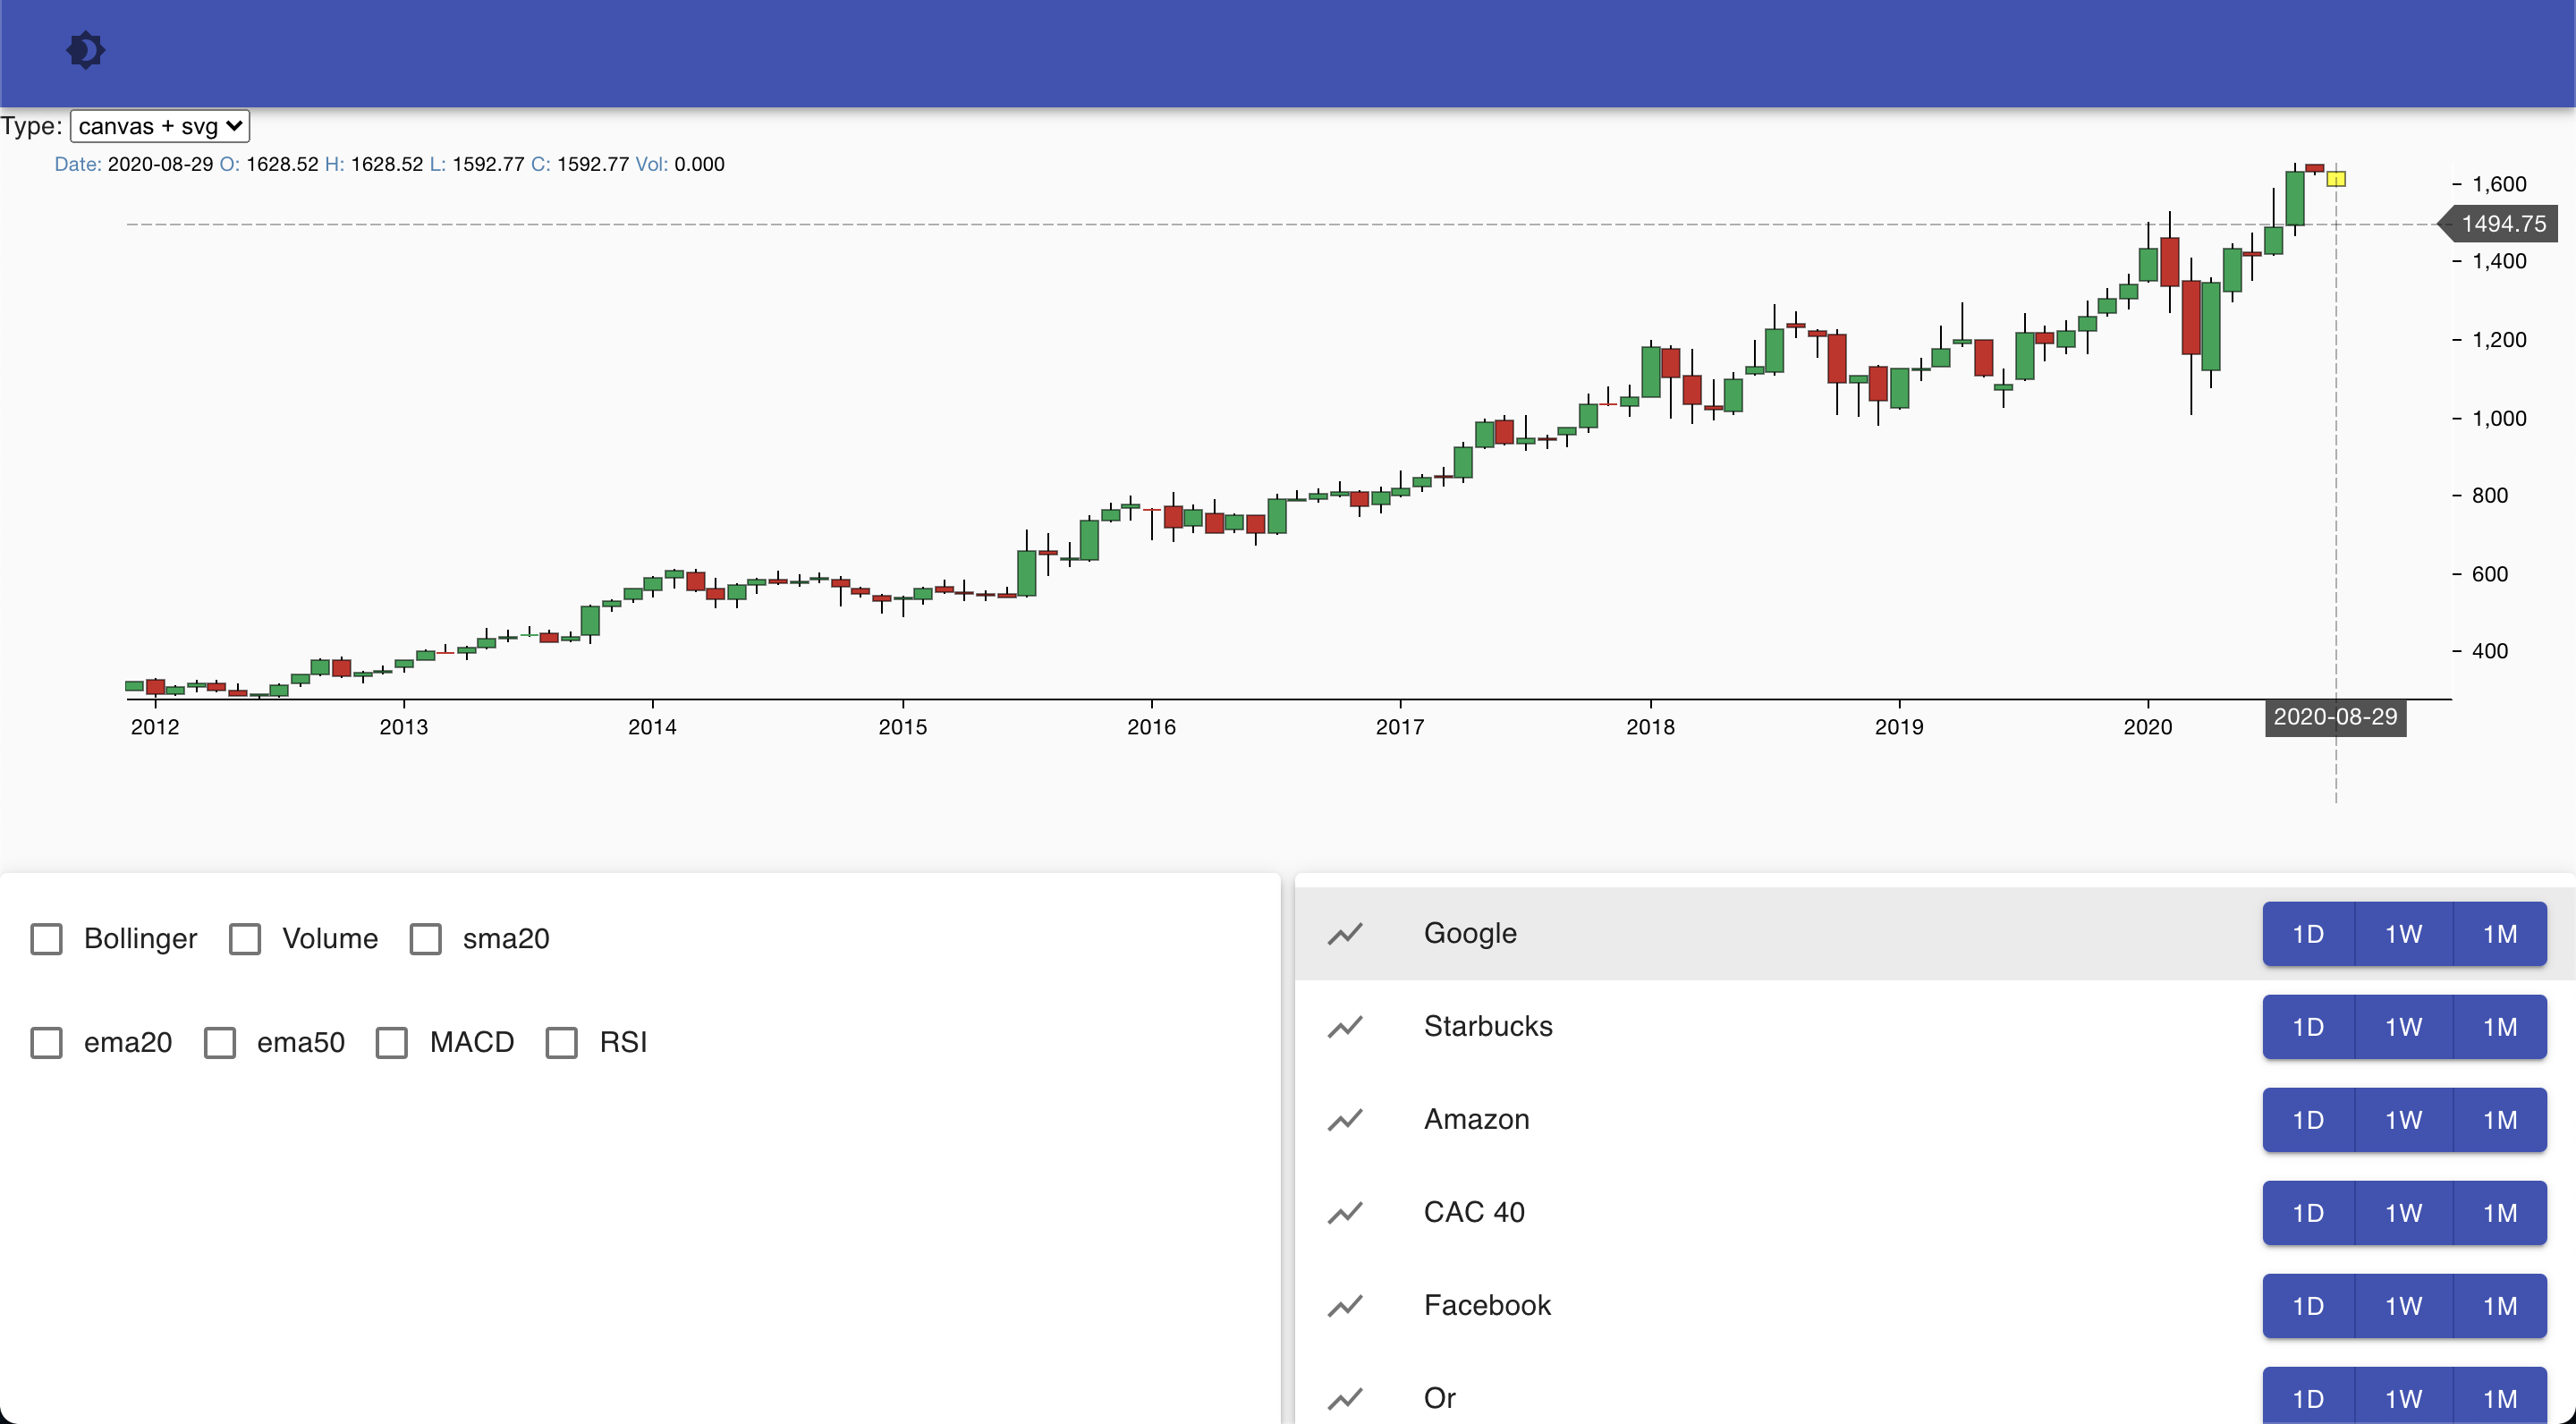 Type: canvas + svg
Date: 2020-08-29 O: 1628.52 H: 1628.52 L: 1592.77 C: 1592.77 Vol: 0.000
1,600
1494.75
1,400
1,200
1,000
800
600
400
2012 2013 2014 2015 2016 2017 2018 2019 2020 2020-08-29
Bollinger Volume sma20
ema20 ema50 MACD RSI
Google 1D 1W 1M
Starbucks 1D 1W 1M
Amazon 1D 1W 1M
CAC 40 1D 1W 1M
Facebook 1D 1W 1M
Or 1D 1W 1M